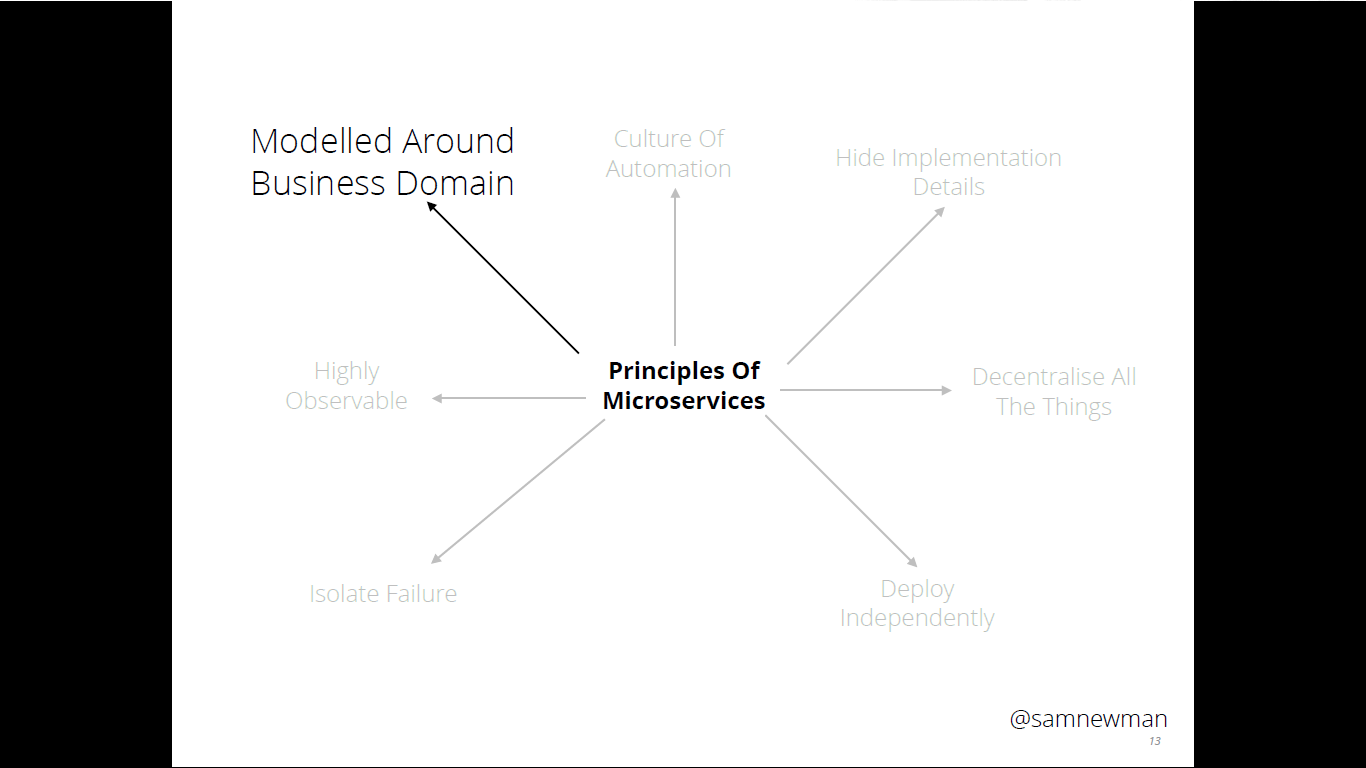 Modelled Around
Business Domain
Culture Of
Automation
Hide Implementation
Details
Highly
Observable
Principles Of
Microservices
Decentralise All
The Things
Isolate Failure
Deploy
Independently
@samnewman
13